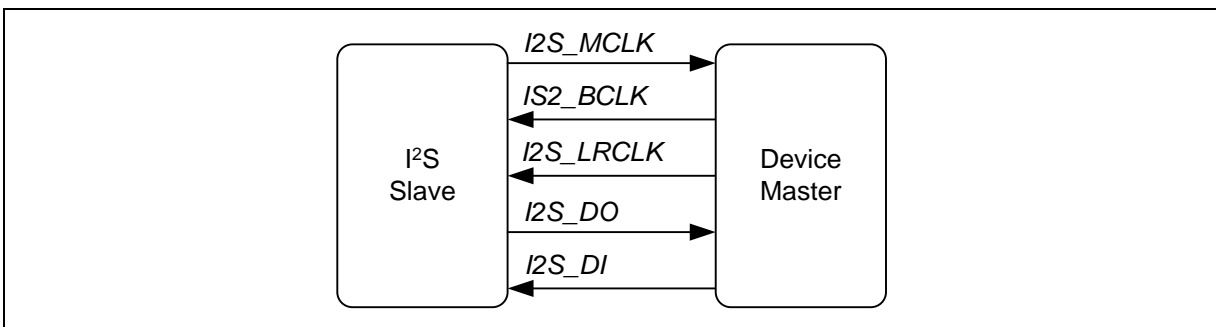 I2S_MCLK
IS2_BCLK
I2S_LRCLK
I2S_DO
I2S_DI
I²S
Slave
Device
Master